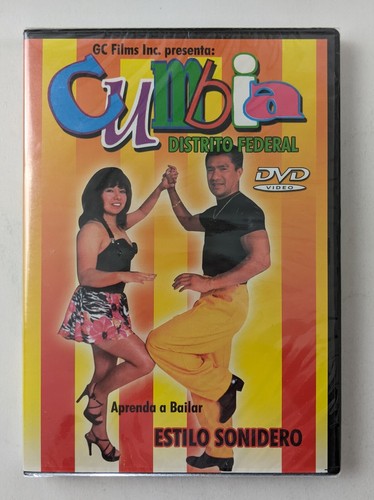 GC Films Inc. presenta:
Cumbia
DISTRITO FEDERAL
DVD
VIDEO
Aprenda a Bailar
ESTILO SONIDERO